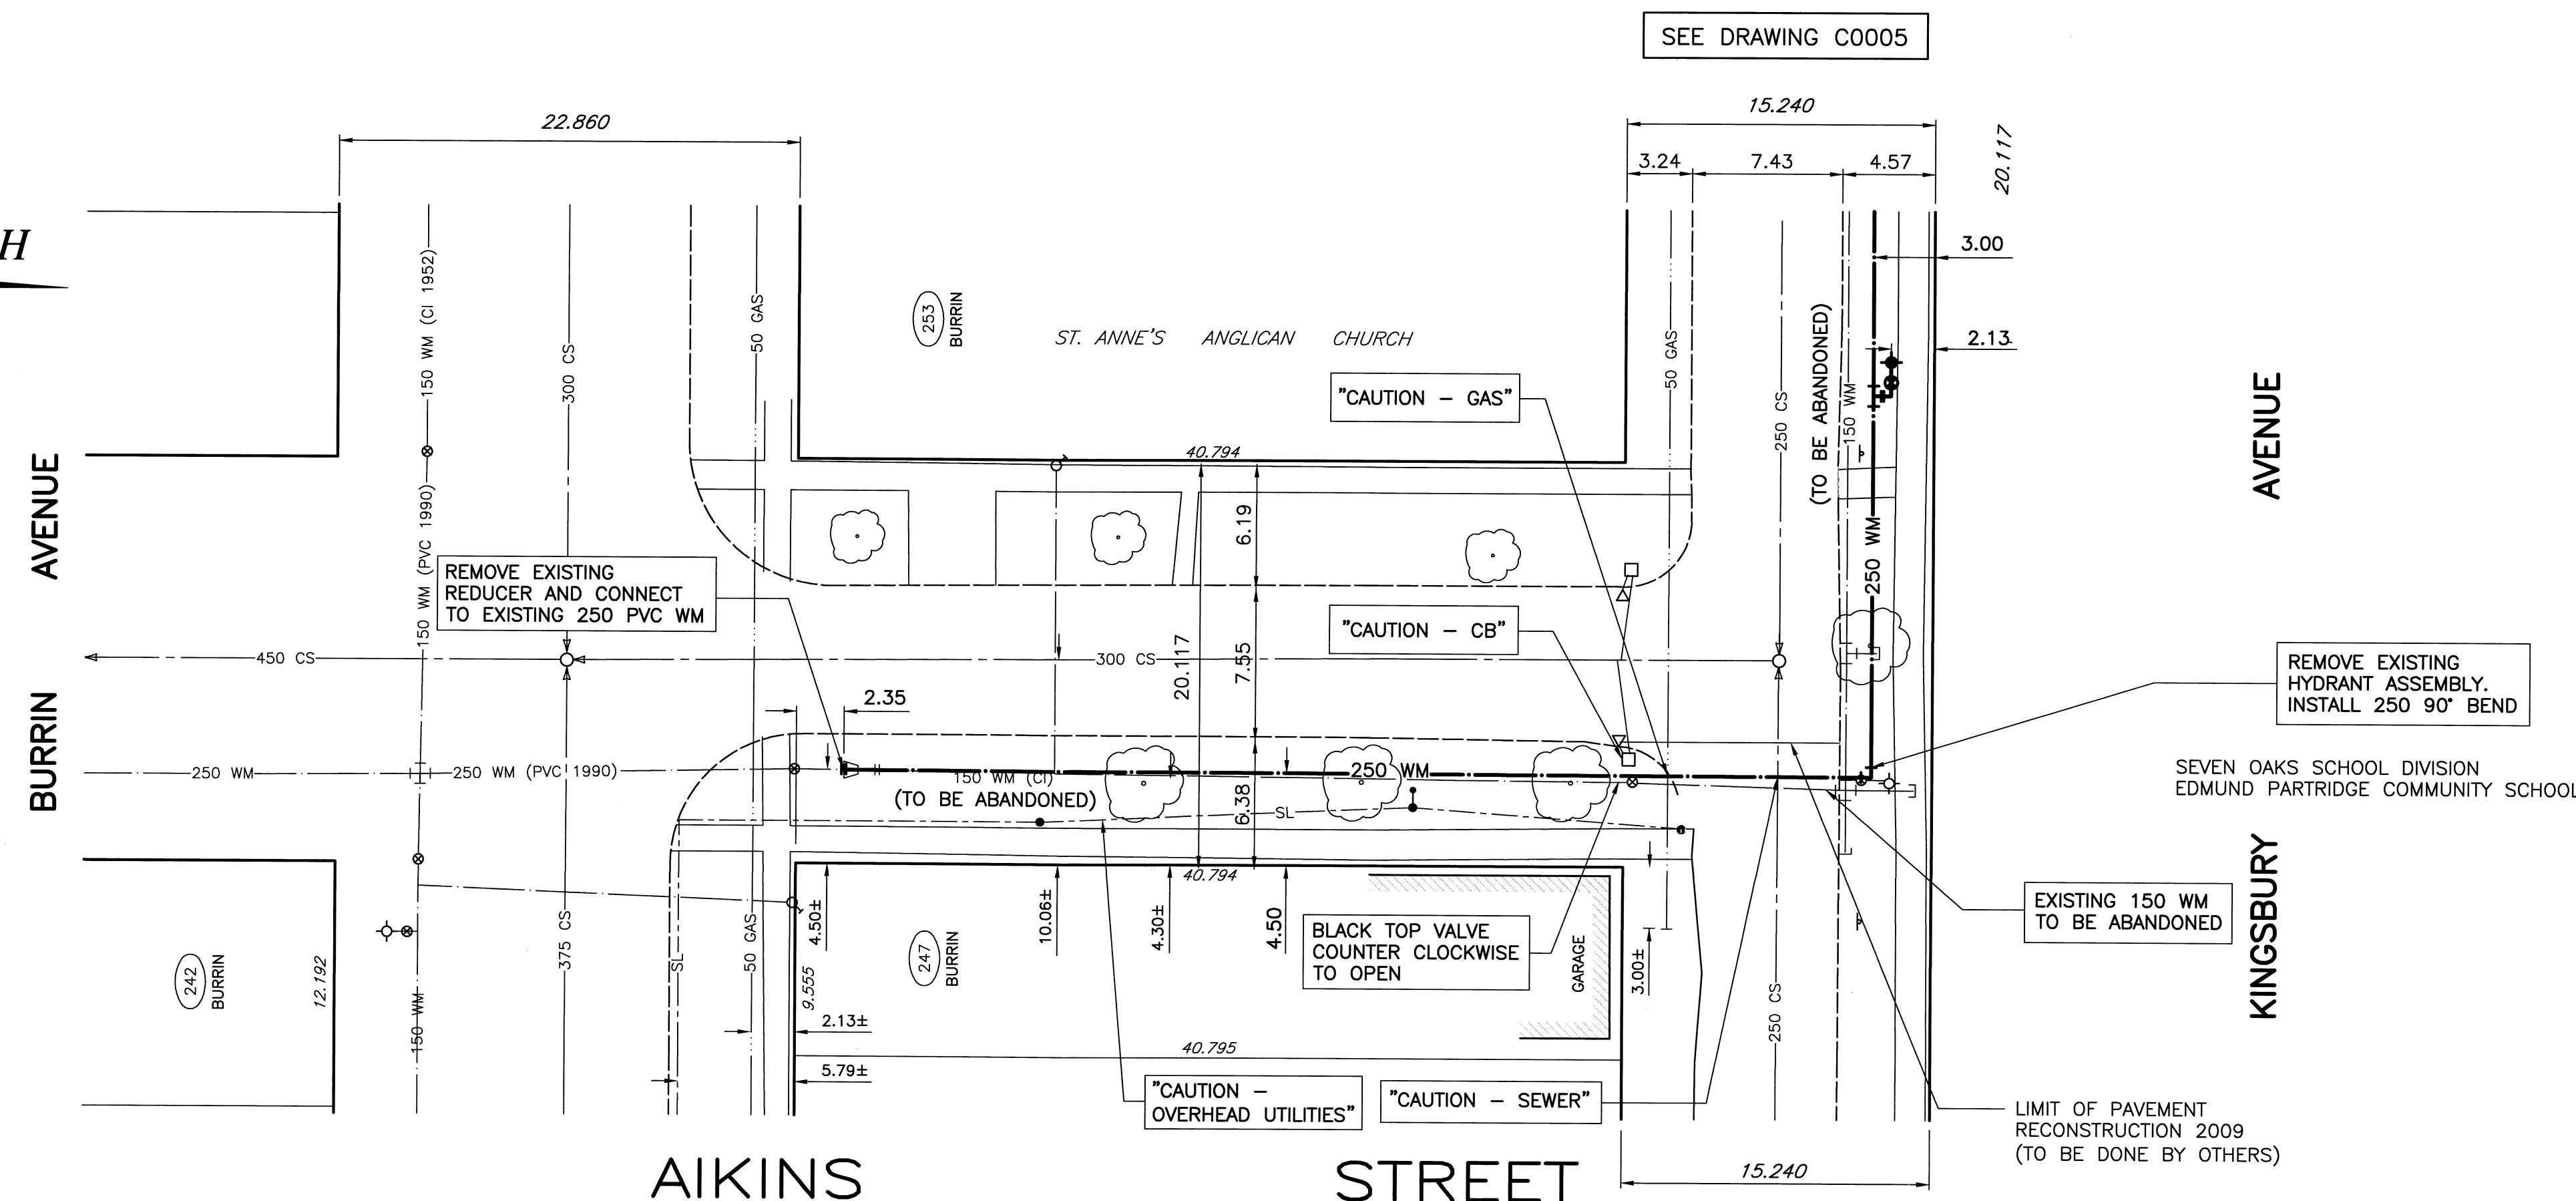 SEE DRAWING C0005
22.860
15.240
3.24
7.43
4.57
20.117
H
3.00
2.13
150 WM (CI 1952)
300 CS
50 GAS
253
BURRIN
ST. ANNE'S ANGLICAN CHURCH
50 GAS
250 CS
(TO BE ABANDONED)
150 WM
"CAUTION - GAS"
AVENUE
AVENUE
40.794
150 WM (PVC 1990)
6.19
250 WM
REMOVE EXISTING
REDUCER AND CONNECT
TO EXISTING 250 PVC WM
"CAUTION - CB"
450 CS
300 CS
20.117
7.55
REMOVE EXISTING
HYDRANT ASSEMBLY.
INSTALL 250 90° BEND
2.35
BURRIN
250 WM
250 WM (PVC 1990)
150 WM (CI)
(TO BE ABANDONED)
250 WM
6.38
SL
SEVEN OAKS SCHOOL DIVISION
EDMUND PARTRIDGE COMMUNITY SCHOOL
40.794
4.50±
10.06±
4.30±
4.50
BLACK TOP VALVE
COUNTER CLOCKWISE
TO OPEN
GARAGE
3.00±
EXISTING 150 WM
TO BE ABANDONED
KINGSBURY
242
BURRIN
12.192
150 WM
375 CS
SL
50 GAS
9.555
247
BURRIN
2.13±
250 CS
40.795
5.79±
"CAUTION -
OVERHEAD UTILITIES"
"CAUTION - SEWER"
LIMIT OF PAVEMENT
RECONSTRUCTION 2009
(TO BE DONE BY OTHERS)
AIKINS STREET
15.240